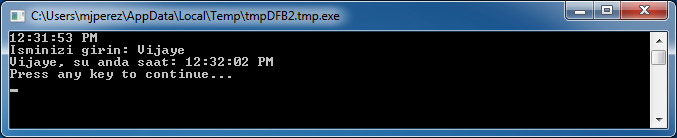 C:\Users\mjperez\AppData\Local\Temp\tmpDFB2.tmp.exe
12:31:53 PM
Isminizi girin: Vijaye
Vijaye, su anda saat: 12:32:02 PM
Press any key to continue...